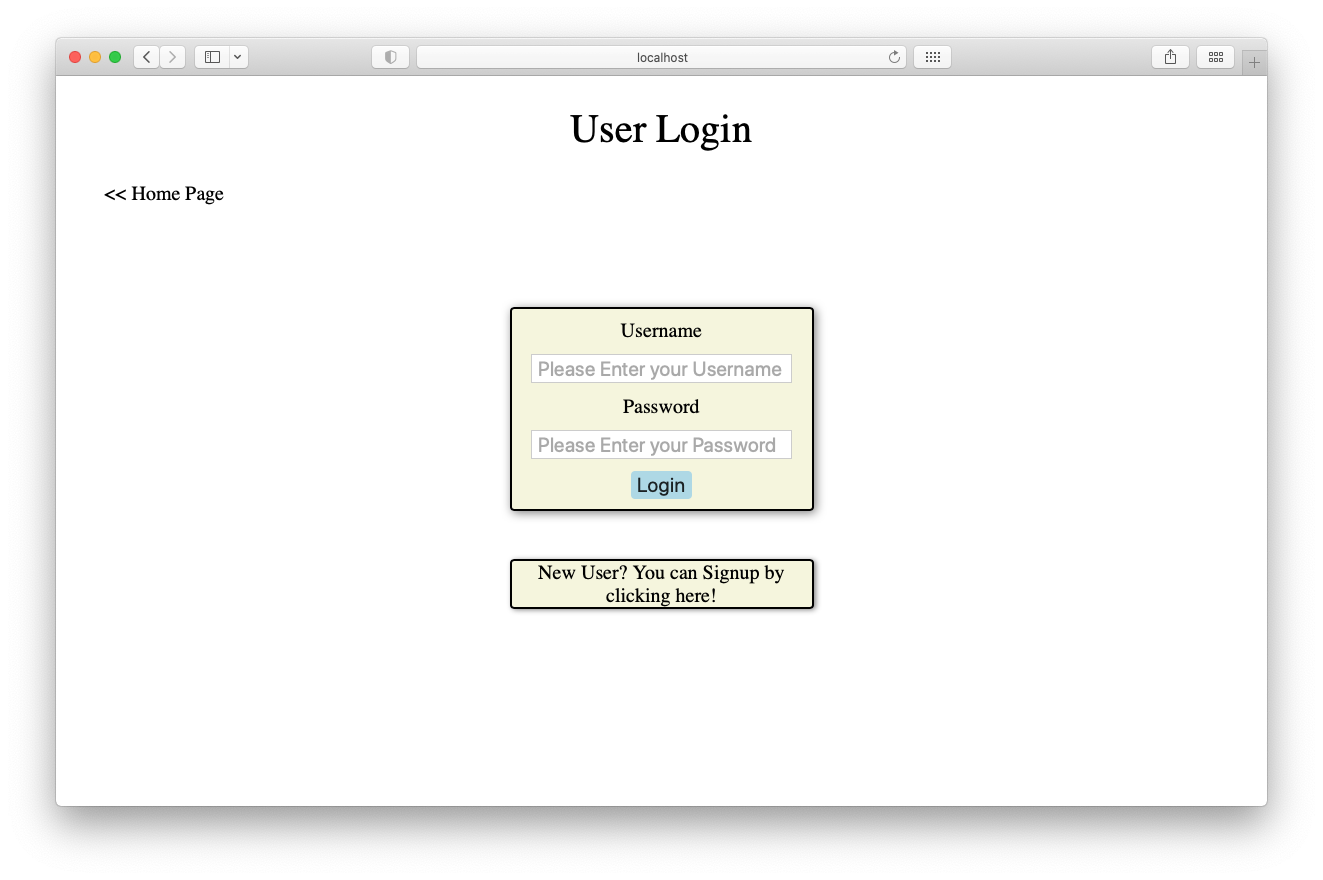 localhost
User Login
<< Home Page
Username
Please Enter your Username
Password
Please Enter your Password
Login
New User? You can Signup by
clicking here!